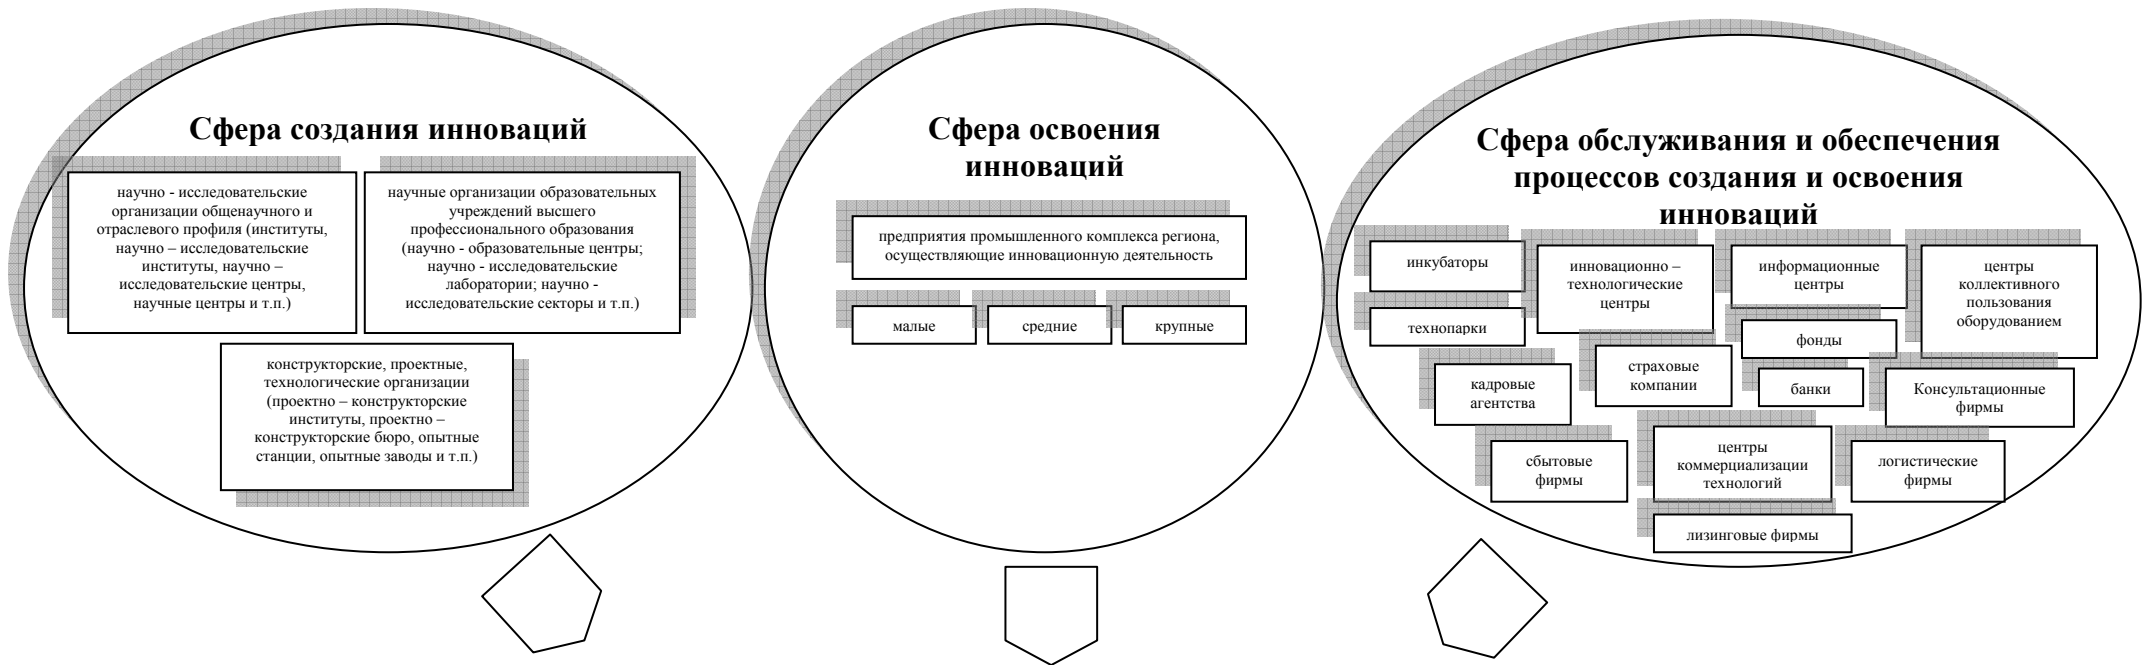 Сфера создания инноваций
научно - исследовательские
организации общенаучного и
отраслевого профиля (институты,
научно – исследовательские
институты, научно –
исследовательские центры,
научные центры и т.п.)
научные организации образовательных
учреждений высшего
профессионального образования
(научно - образовательные центры;
научно - исследовательские
лаборатории; научно -
исследовательские секторы и т.п.)
конструкторские, проектные,
технологические организации
(проектно – конструкторские
институты, проектно –
конструкторские бюро, опытные
станции, опытные заводы и т.п.)
Сфера освоения
инноваций
предприятия промышленного комплекса региона,
осуществляющие инновационную деятельность
малые
средние
крупные
Сфера обслуживания и обеспечения
процессов создания и освоения
инноваций
инкубаторы
инновационно –
технологические
центры
информационные
центры
центры
коллективного
пользования
оборудованием
технопарки
фонды
кадровые
агентства
страховые
компании
банки
Консультационные
фирмы
сбытовые
фирмы
центры
коммерциализации
технологий
логистические
фирмы
лизинговые фирмы